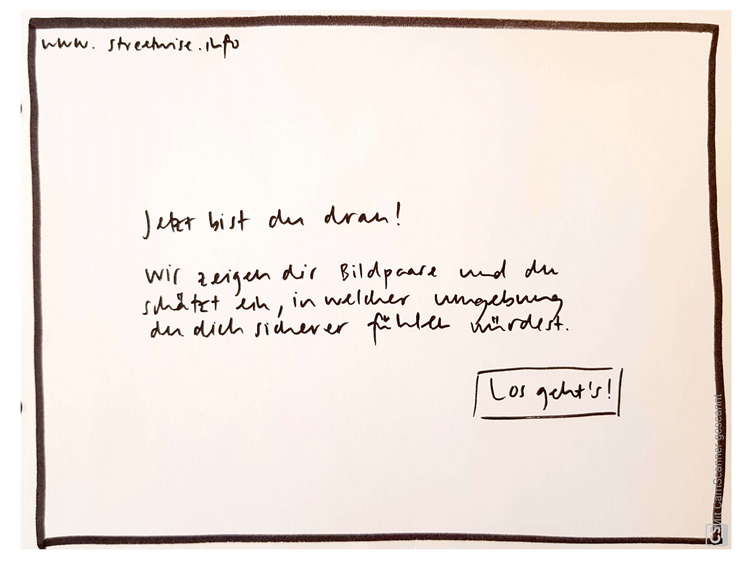 www.streetwise.info
Jetzt bist du dran!
Wir zeigen dir Bildpaare und du
schätzt ein, in welcher umgebung
du dich sicherer fühlen würdest.
Los geht's!
Mit CamScanner gescannt
CS